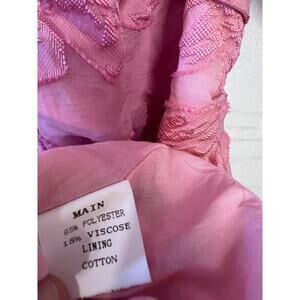 MAIN
85% POLYESTER
15% VISCOSE
LINING
COTTON